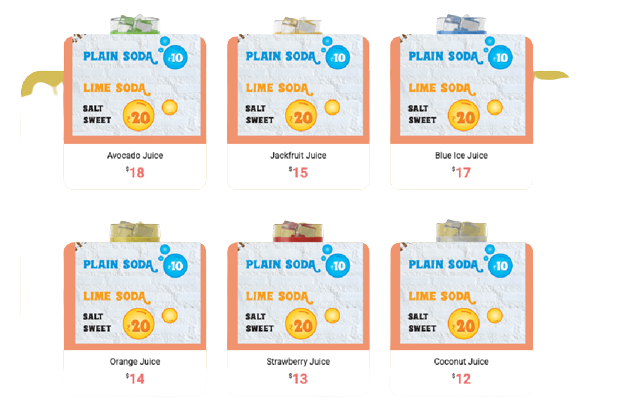 PLAIN SODA ₹10
LIME SODA
SALT
SWEET ₹20
Avocado Juice
$18
PLAIN SODA ₹10
LIME SODA
SALT
SWEET ₹20
Jackfruit Juice
$15
PLAIN SODA ₹10
LIME SODA
SALT
SWEET ₹20
Blue Ice Juice
$17
PLAIN SODA ₹10
LIME SODA
SALT
SWEET ₹20
Orange Juice
$14
PLAIN SODA ₹10
LIME SODA
SALT
SWEET ₹20
Strawberry Juice
$13
PLAIN SODA ₹10
LIME SODA
SALT
SWEET ₹20
Coconut Juice
$12